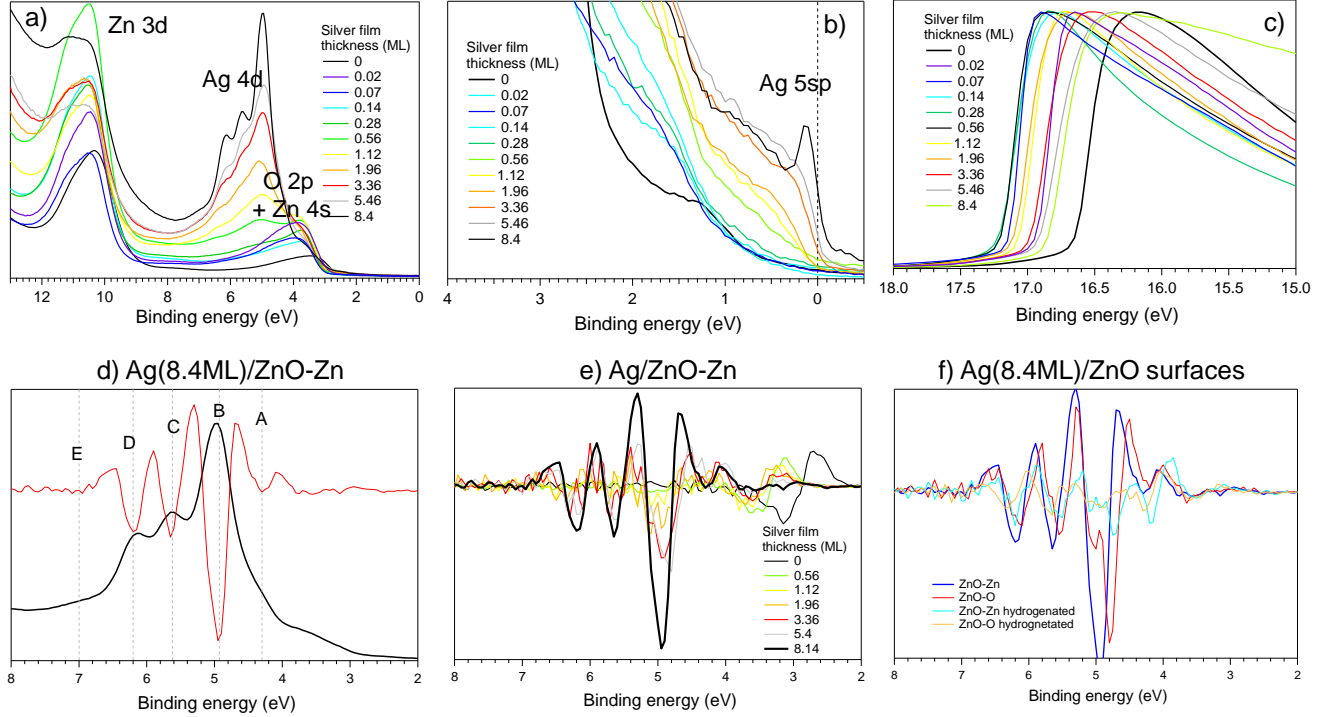 a)
Zn 3d
Ag 4d
O 2p
+ Zn 4s
Silver film
thickness (ML)
0
0.02
0.07
0.14
0.28
0.56
1.12
1.96
3.36
5.46
8.4
12
10
8
6
4
2
0
Binding energy (eV)
b)
Ag 5sp
Silver film
thickness (ML)
0
0.02
0.07
0.14
0.28
0.56
1.12
1.96
3.36
5.46
8.4
4
3
2
1
0
Binding energy (eV)
c)
Silver film
thickness (ML)
0
0.02
0.07
0.14
0.28
0.56
1.12
1.96
3.36
5.46
8.4
18.0
17.5
17.0
16.5
16.0
15.5
15.0
Binding energy (eV)
d) Ag(8.4ML)/ZnO-Zn
E
D
C
B
A
8
7
6
5
4
3
2
Binding energy (eV)
e) Ag/ZnO-Zn
Silver film
thickness (ML)
0
0.56
1.12
1.96
3.36
5.4
8.14
8
7
6
5
4
3
2
Binding energy (eV)
f) Ag(8.4ML)/ZnO surfaces
ZnO-Zn
ZnO-O
ZnO-Zn hydrogenated
ZnO-O hydrognetated
8
7
6
5
4
3
2
Binding energy (eV)